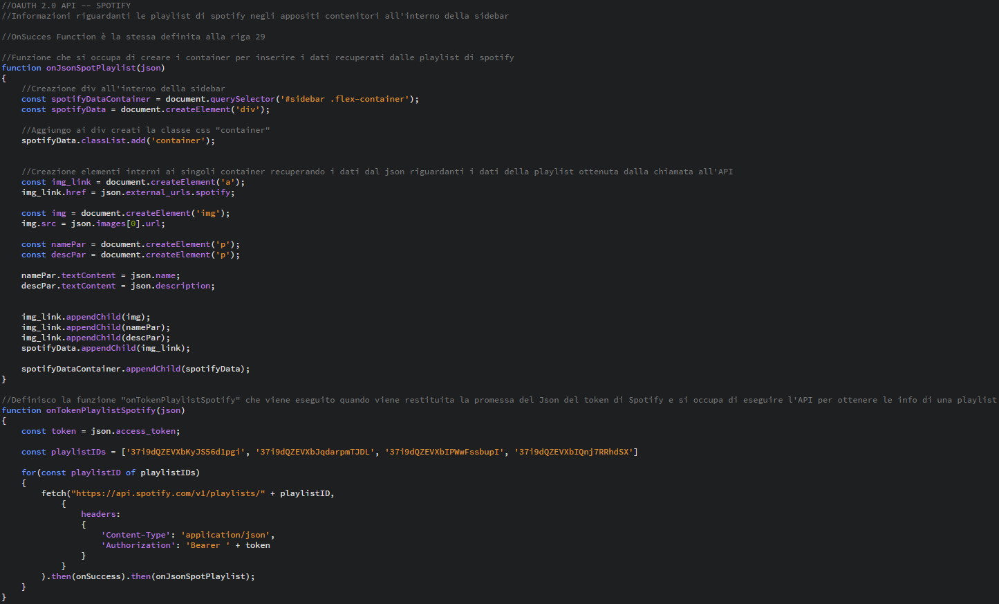 //OAUTH 2.0 API -- SPOTIFY
//Informazioni riguardanti le playlist di spotify negli appositi contenitori all'interno della sidebar
//OnSucces Function è la stessa definita alla riga 29
//Funzione che si occupa di creare i container per inserire i dati recuperati dalle playlist di spotify
function onJsonSpotPlaylist(json)
{
    //Creazione div all'interno della sidebar
    const spotifyDataContainer = document.querySelector('#sidebar .flex-container');
    const spotifyData = document.createElement('div');
    //Aggiungo ai div creati la classe css "container"
    spotifyData.classList.add('container');
    //Creazione elementi interni ai singoli container recuperando i dati dal json riguardanti i dati della playlist ottenuta dalla chiamata all'API
    const img_link = document.createElement('a');
    img_link.href = json.external_urls.spotify;
    const img = document.createElement('img');
    img.src = json.images[0].url;
    const namePar = document.createElement('p');
    const descPar = document.createElement('p');
    namePar.textContent = json.name;
    descPar.textContent = json.description;
    img_link.appendChild(img);
    img_link.appendChild(namePar);
    img_link.appendChild(descPar);
    spotifyData.appendChild(img_link);
    spotifyDataContainer.appendChild(spotifyData);
}
//Definisco la funzione "onTokenPlaylistSpotify" che viene eseguito quando viene restituita la promessa del Json del token di Spotify e si occupa di eseguire l'API per ottenere le info di una playlist
function onTokenPlaylistSpotify(json)
{
    const token = json.access_token;
    const playlistIDs = ['37i9dQZEVXbKyJS56d1pgi', '37i9dQZEVXbJqdarpmTJDL', '37i9dQZEVXbIPWwFssbupI', '37i9dQZEVXbIQnj7RRhdSX']
    for(const playlistID of playlistIDs)
    {
        fetch("https://api.spotify.com/v1/playlists/" + playlistID,
            {
                headers:
                {
                    'Content-Type': 'application/json',
                    'Authorization': 'Bearer ' + token
                }
            }
        ).then(onSuccess).then(onJsonSpotPlaylist);
    }
}